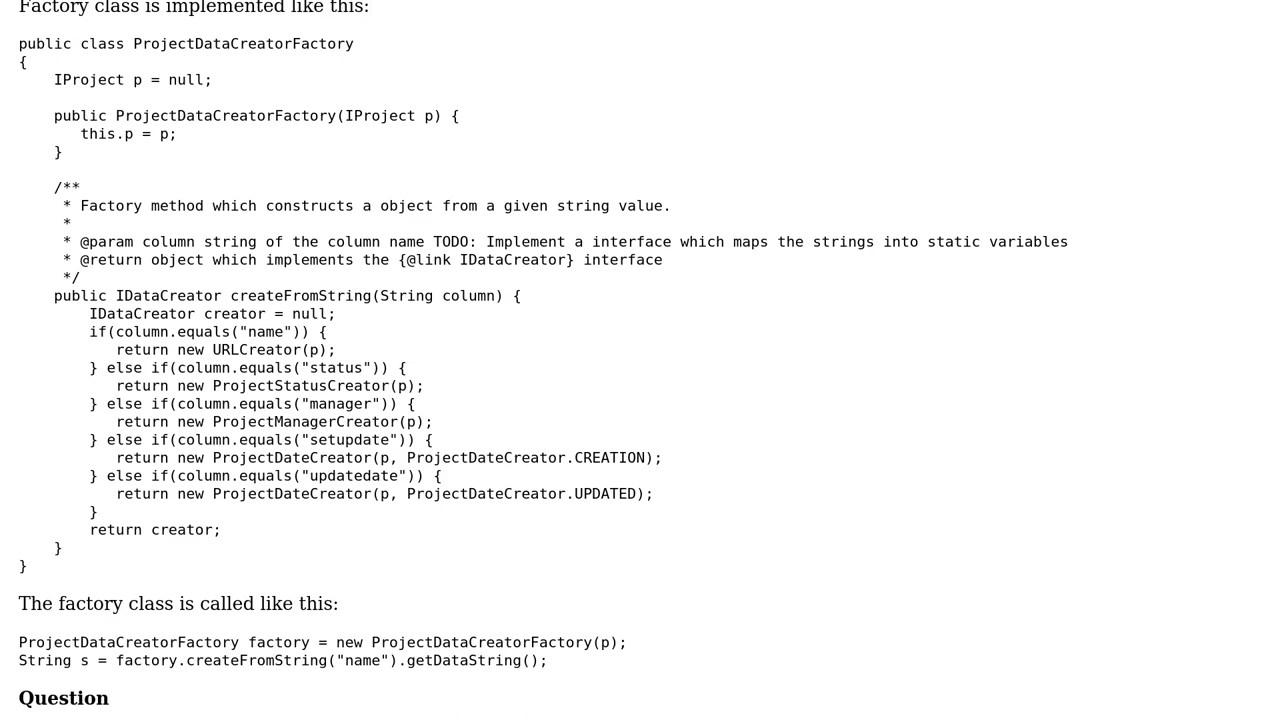 Factory class is implemented like this:
public class ProjectDataCreatorFactory
{
    IProject p = null;

    public ProjectDataCreatorFactory(IProject p) {
       this.p = p;
    }

    /**
     * Factory method which constructs a object from a given string value.
     *
     * @param column string of the column name TODO: Implement a interface which maps the strings into static variables
     * @return object which implements the {@link IDataCreator} interface
     */
    public IDataCreator createFromString(String column) {
        IDataCreator creator = null;
        if(column.equals("name")) {
           return new URLCreator(p);
        } else if(column.equals("status")) {
           return new ProjectStatusCreator(p);
        } else if(column.equals("manager")) {
           return new ProjectManagerCreator(p);
        } else if(column.equals("setupdate")) {
           return new ProjectDateCreator(p, ProjectDateCreator.CREATION);
        } else if(column.equals("updatedate")) {
           return new ProjectDateCreator(p, ProjectDateCreator.UPDATED);
        }
        return creator;
    }
}
The factory class is called like this:
ProjectDataCreatorFactory factory = new ProjectDataCreatorFactory(p);
String s = factory.createFromString("name").getDataString();
Question